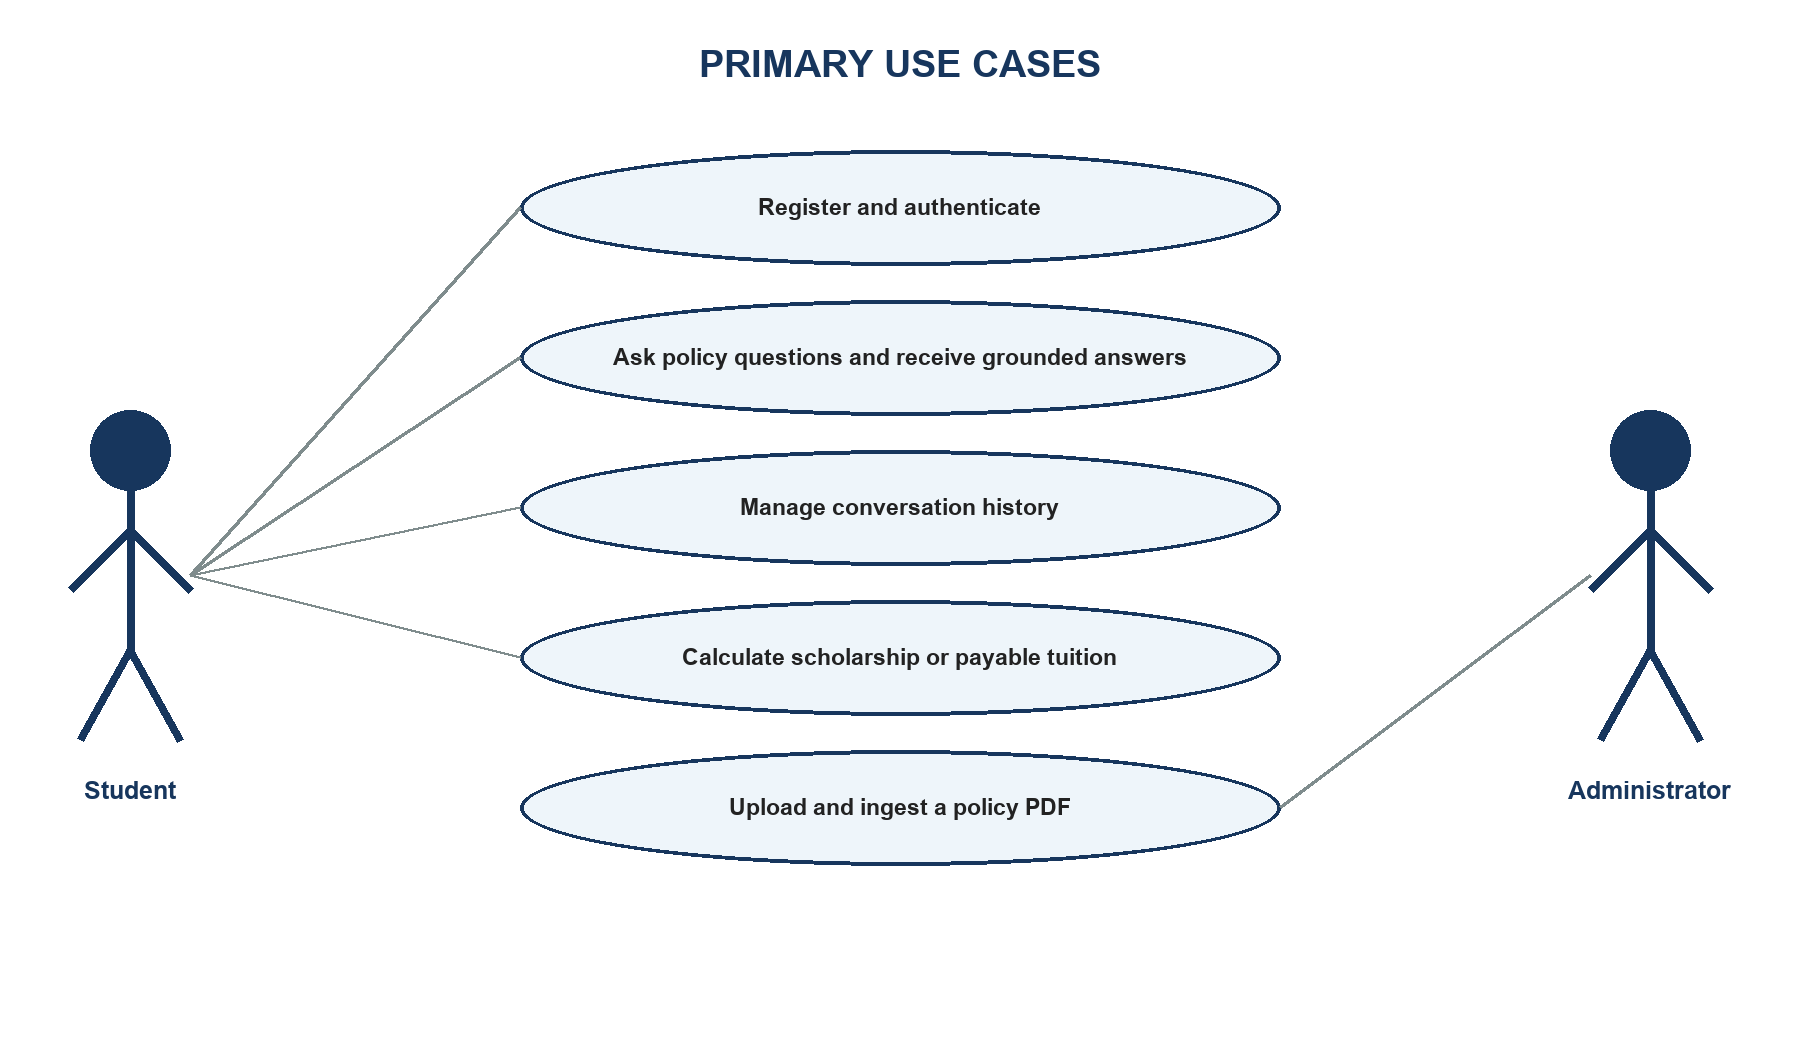 PRIMARY USE CASES
Register and authenticate
Ask policy questions and receive grounded answers
Manage conversation history
Calculate scholarship or payable tuition
Upload and ingest a policy PDF
Student
Administrator